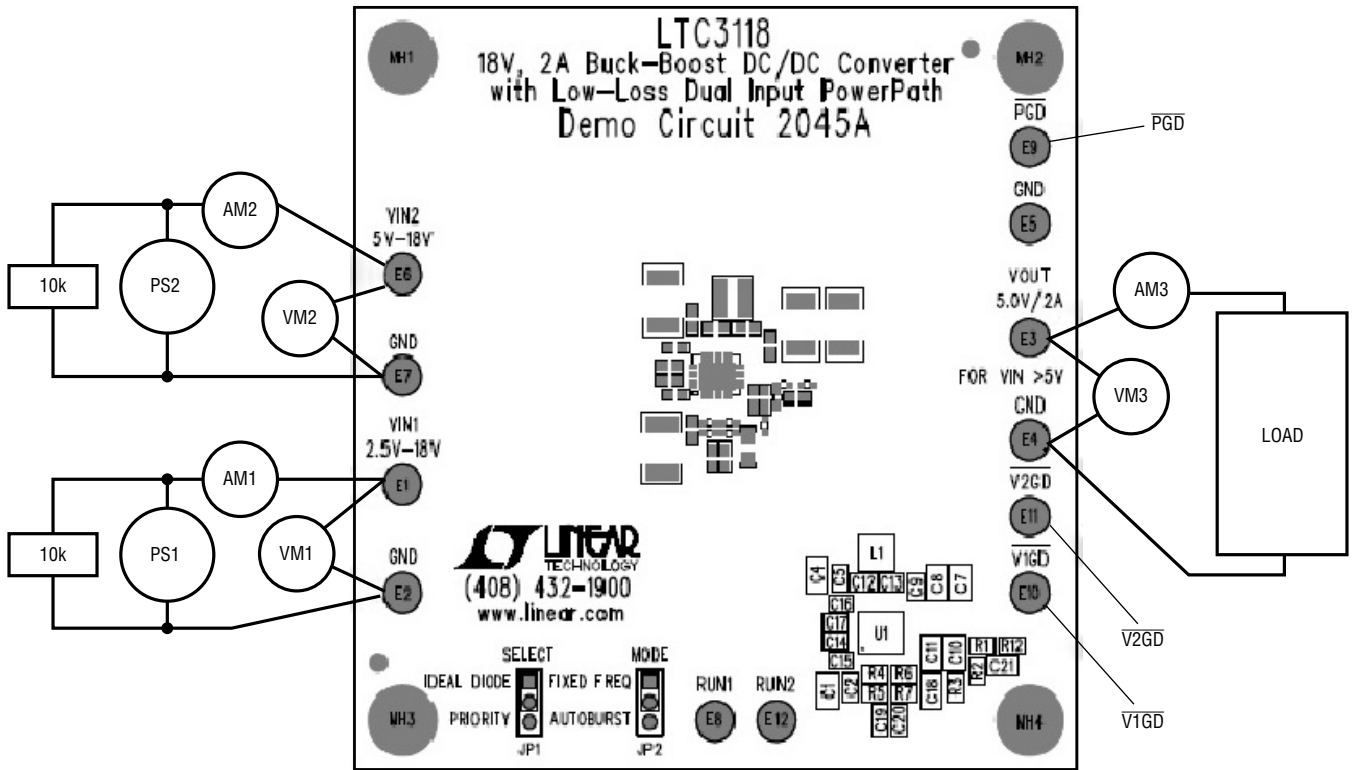 LTC3118
18V, 2A Buck-Boost DC/DC Converter
with Low-Loss Dual Input PowerPath
Demo Circuit 2045A
MH1
MH2
PGD
E9
PGD
GND
E5
AM2
VIN2
5V-18V
E6
10k
PS2
VM2
GND
E7
VOUT
5.0V/2A
E3
AM3
FOR VIN >5V
VM3
GND
E4
LOAD
VIN1
2.5V-18V
E1
AM1
10k
PS1
VM1
GND
E2
V2GD
E11
V1GD
E10
V2GD
V1GD
LINEAR
TECHNOLOGY
(408) 432-1900
www.linear.com
L1
C4
C5
C12
C13
C9
C8
C7
C16
C17
C14
C15
U1
C11
C10
R1
R12
R2
C21
C1
C2
R4
R6
R5
R7
C18
R3
C19
C20
SELECT
MODE
IDEAL DIODE
FIXED FREQ
PRIORITY
AUTOBURST
JP1
JP2
RUN1
RUN2
E8
E12
MH3
MH4